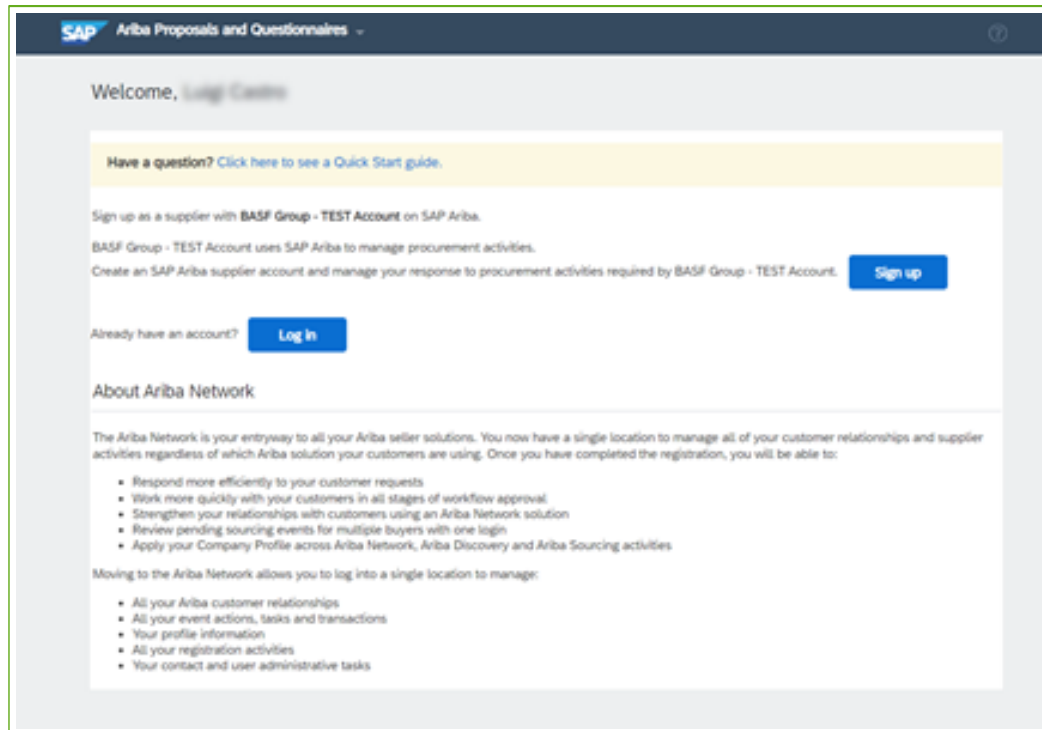 SAP Ariba Proposals and Questionnaires
Welcome,
Have a question? Click here to see a Quick Start guide.
Sign up as a supplier with BASF Group - TEST Account on SAP Ariba.
BASF Group - TEST Account uses SAP Ariba to manage procurement activities.
Create an SAP Ariba supplier account and manage your response to procurement activities required by BASF Group - TEST Account. Sign up
Already have an account? Log in
About Ariba Network
The Ariba Network is your entryway to all your Ariba seller solutions. You now have a single location to manage all of your customer relationships and supplier
activities regardless of which Ariba solution your customers are using. Once you have completed the registration, you will be able to:
• Respond more efficiently to your customer requests
• Work more quickly with your customers in all stages of workflow approval
• Strengthen your relationships with customers using an Ariba Network solution
• Review pending sourcing events for multiple buyers with one login
• Apply your Company Profile across Ariba Network, Ariba Discovery and Ariba Sourcing activities
Moving to the Ariba Network allows you to log into a single location to manage:
• All your Ariba customer relationships
• All your event actions, tasks and transactions
• Your profile information
• All your registration activities
• Your contact and user administrative tasks